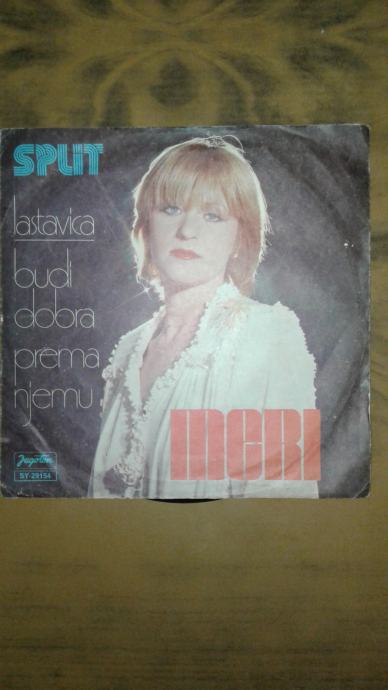 SPLIT
lastavica
budi
dobra
prema
njemu
MERI
Jugoton
SY-29154